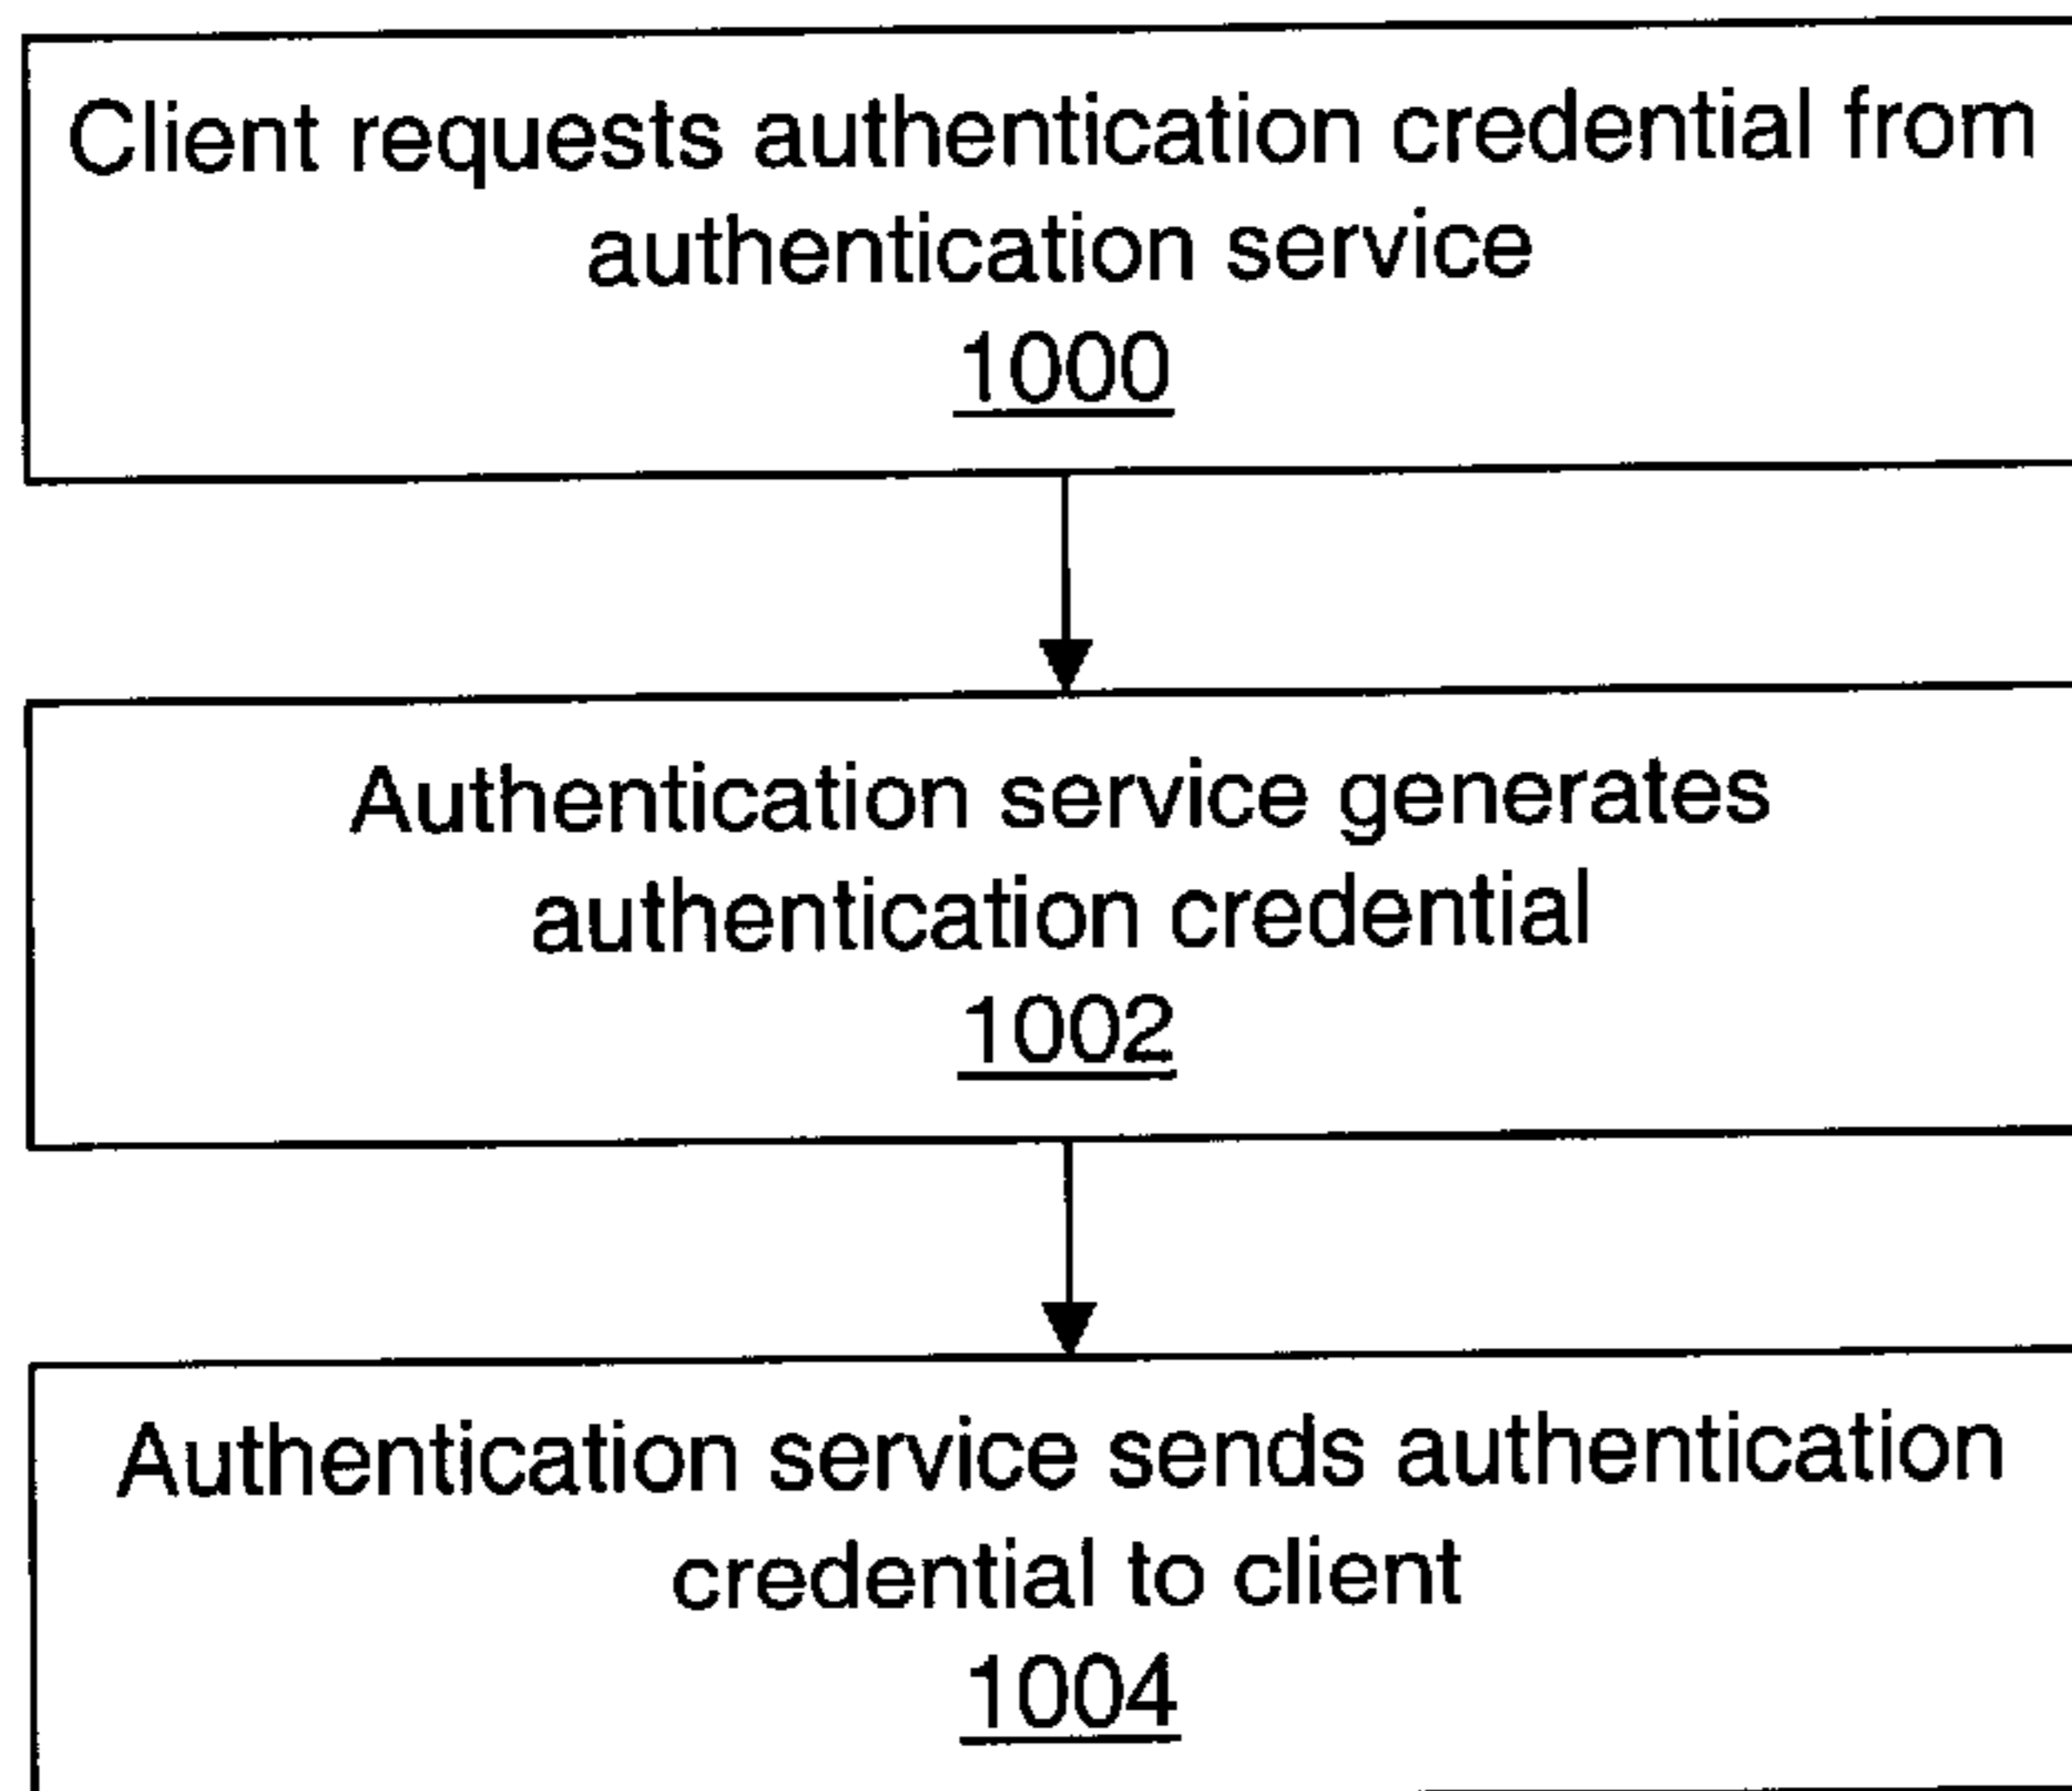 Client requests authentication credential from
authentication service
1000
Authentication service generates
authentication credential
1002
Authentication service sends authentication
credential to client
1004